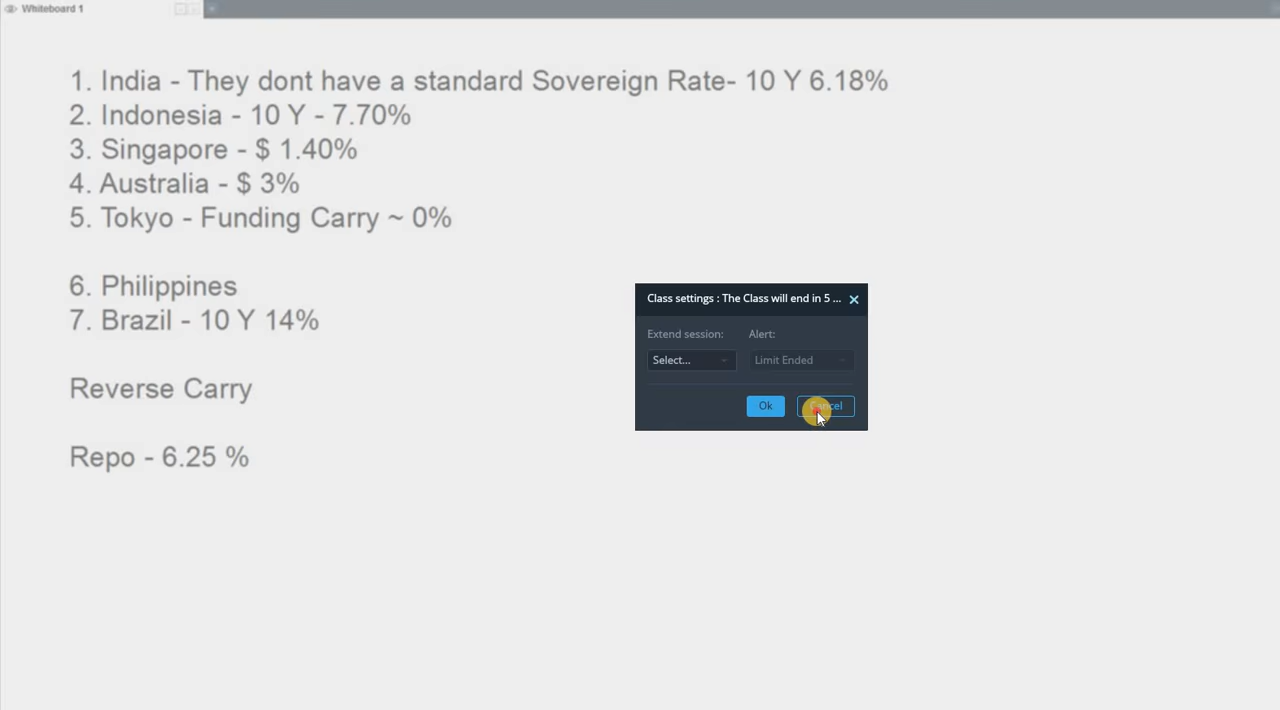 Whiteboard 1
1. India - They dont have a standard Sovereign Rate- 10 Y 6.18%
2. Indonesia - 10 Y - 7.70%
3. Singapore - $ 1.40%
4. Australia - $ 3%
5. Tokyo - Funding Carry ~ 0%
6. Philippines
7. Brazil - 10 Y 14%
Reverse Carry
Repo - 6.25 %
Class settings : The Class will end in 5 ...
Extend session: Alert:
Select... Limit Ended
Ok Cancel